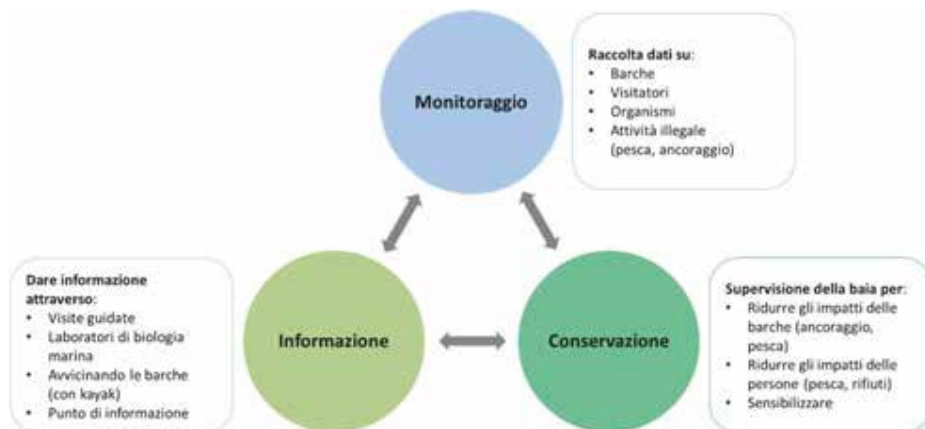 Monitoraggio
Raccolta dati su:
• Barche
• Visitatori
• Organismi
• Attività illegale
(pesca, ancoraggio)
Dare informazione
attraverso:
• Visite guidate
• Laboratori di biologia
marina
• Avvicinando le barche
(con kayak)
• Punto di informazione
Informazione
Conservazione
Supervisione della baia per:
• Ridurre gli impatti delle
barche (ancoraggio,
pesca)
• Ridurre gli impatti delle
persone (pesca, rifiuti)
• Sensibilizzare